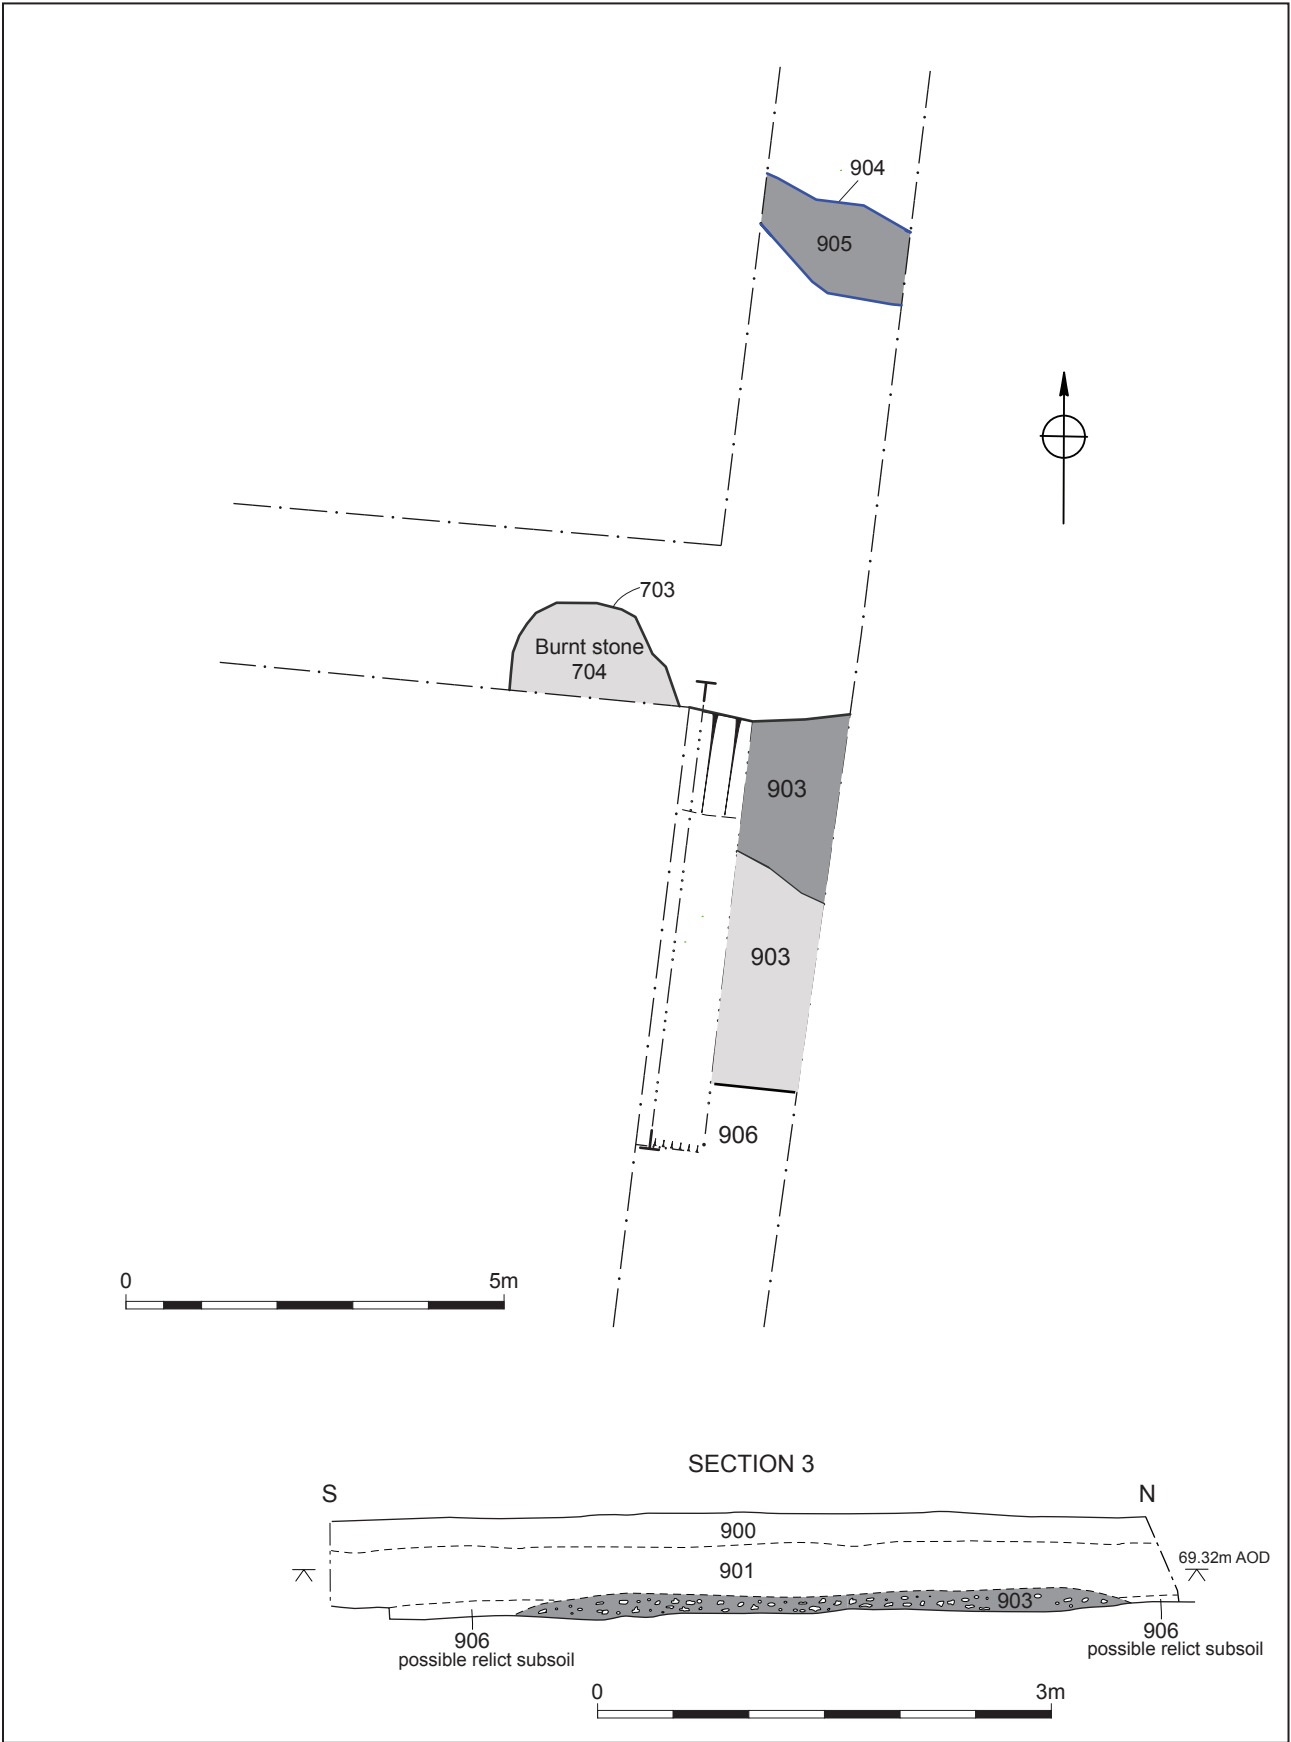 904
905
703
Burnt stone
704
903
903
906
0 5m
SECTION 3
S N
900
901
69.32m AOD
903
906
possible relict subsoil
906
possible relict subsoil
0 3m